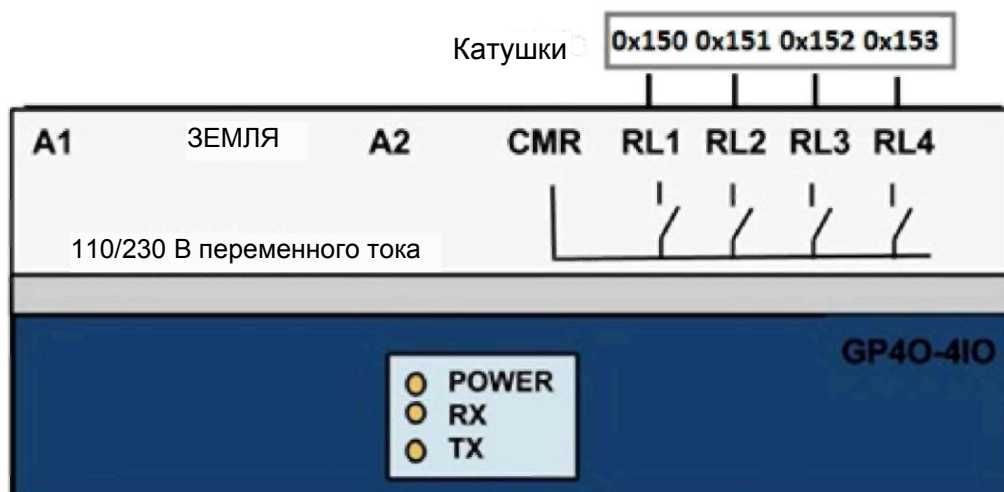 Катушки 0x150 0x151 0x152 0x153
A1 ЗЕМЛЯ A2 CMR RL1 RL2 RL3 RL4
110/230 В переменного тока
GP4O-4IO
POWER
RX
TX